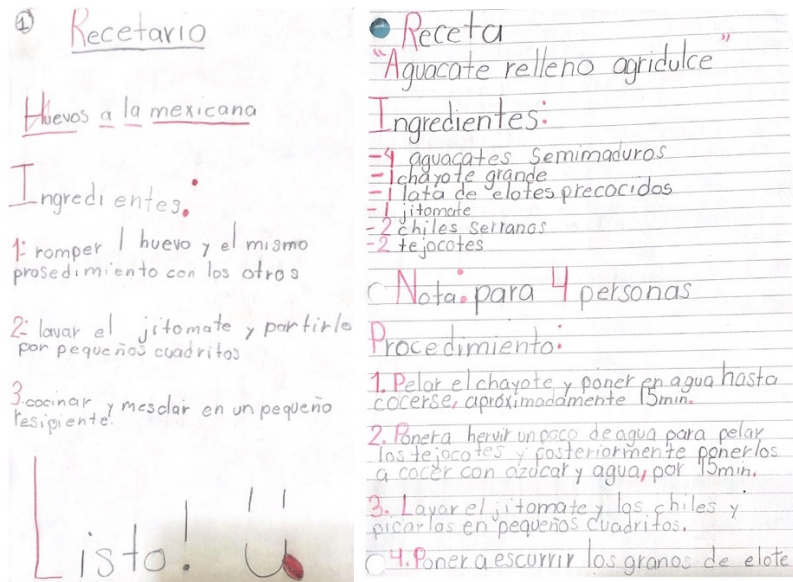 1
Recetario
Huevos a la mexicana
Ingredientes:
1: romper 1 huevo y el mismo
prosedimiento con los otros
2: lavar el jitomate y partirlo
por pequeños cuadritos
3. cocinar y mesclar en un pequeño
resipiente.
Listo! Ü
Receta
"Aguacate relleno agridulce"
Ingredientes:
-4 aguacates semimaduros
-1 chayote grande
-1 lata de elotes precocidos
-1 jitomate
-2 chiles serranos
-2 tejocotes
Nota: para 4 personas
Procedimiento:
1. Pelar el chayote y poner en agua hasta
cocerse, aproximadamente 15min.
2. Poner a hervir un poco de agua para pelar
los tejocotes y posteriormente ponerlos
a cocer con azúcar y agua, por 15min.
3. Lavar el jitomate y los chiles y
picarlos en pequeños cuadritos.
4. Poner a escurrir los granos de elote